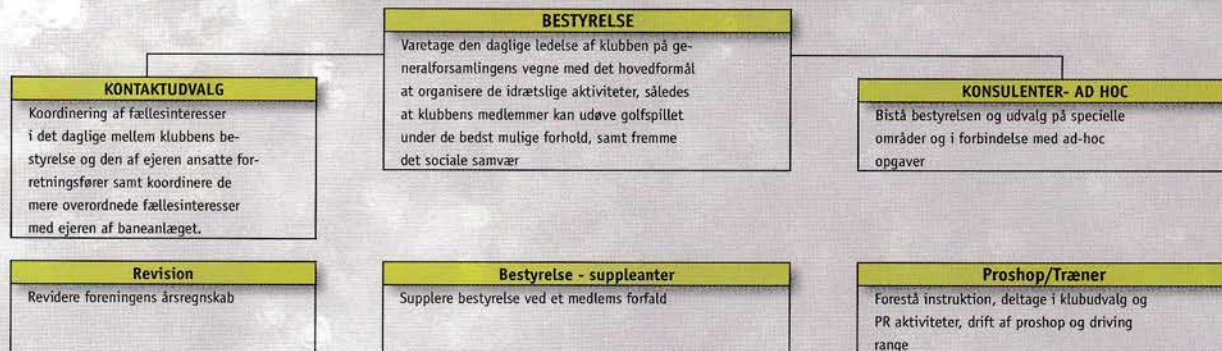 BESTYRELSE
Varetage den daglige ledelse af klubben på ge-
neralforsamlingens vegne med det hovedformål
at organisere de idrætslige aktiviteter, således
at klubbens medlemmer kan udøve golfspillet
under de bedst mulige forhold, samt fremme
det sociale samvær
KONTAKTUDVALG
Koordinering af fællesinteresser
i det daglige mellem klubbens be-
styrelse og den af ejeren ansatte for-
retningsfører samt koordinere de
mere overordnede fællesinteresser
med ejeren af baneanlæget.
KONSULENTER- AD HOC
Bistå bestyrelsen og udvalg på specielle
områder og i forbindelse med ad-hoc
opgaver
Revision
Revidere foreningens årsregnskab
Bestyrelse - suppleanter
Supplere bestyrelse ved et medlems forfald
Proshop/Træner
Forestå instruktion, deltage i klubudvalg og
PR aktiviteter, drift af proshop og driving
range